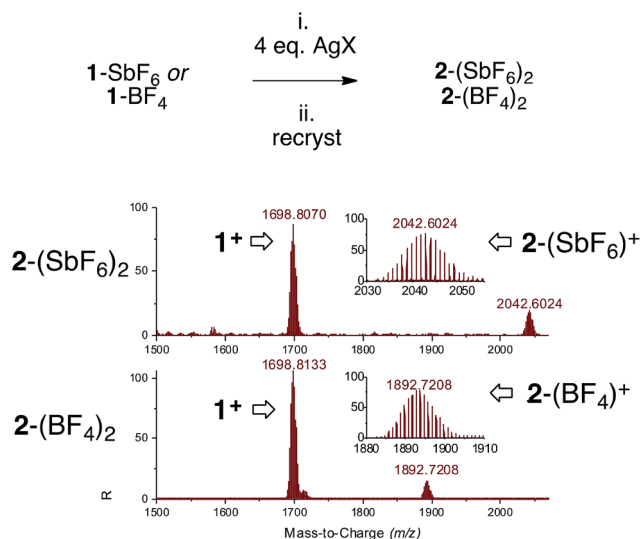 i.
4 eq. AgX
1-SbF6 or
1-BF4
2-(SbF6)2
2-(BF4)2
ii.
recryst
100
50
0
2-(SbF6)2
1+
1698.8070
100
50
0
2042.6024
2030 2040 2050
2-(SbF6)+
2042.6024
1500 1600 1700 1800 1900 2000
100
50
0
2-(BF4)2
1+
1698.8133
100
50
0
1892.7208
1880 1890 1900 1910
2-(BF4)+
1892.7208
R
1500 1600 1700 1800 1900 2000
Mass-to-Charge (m/z)